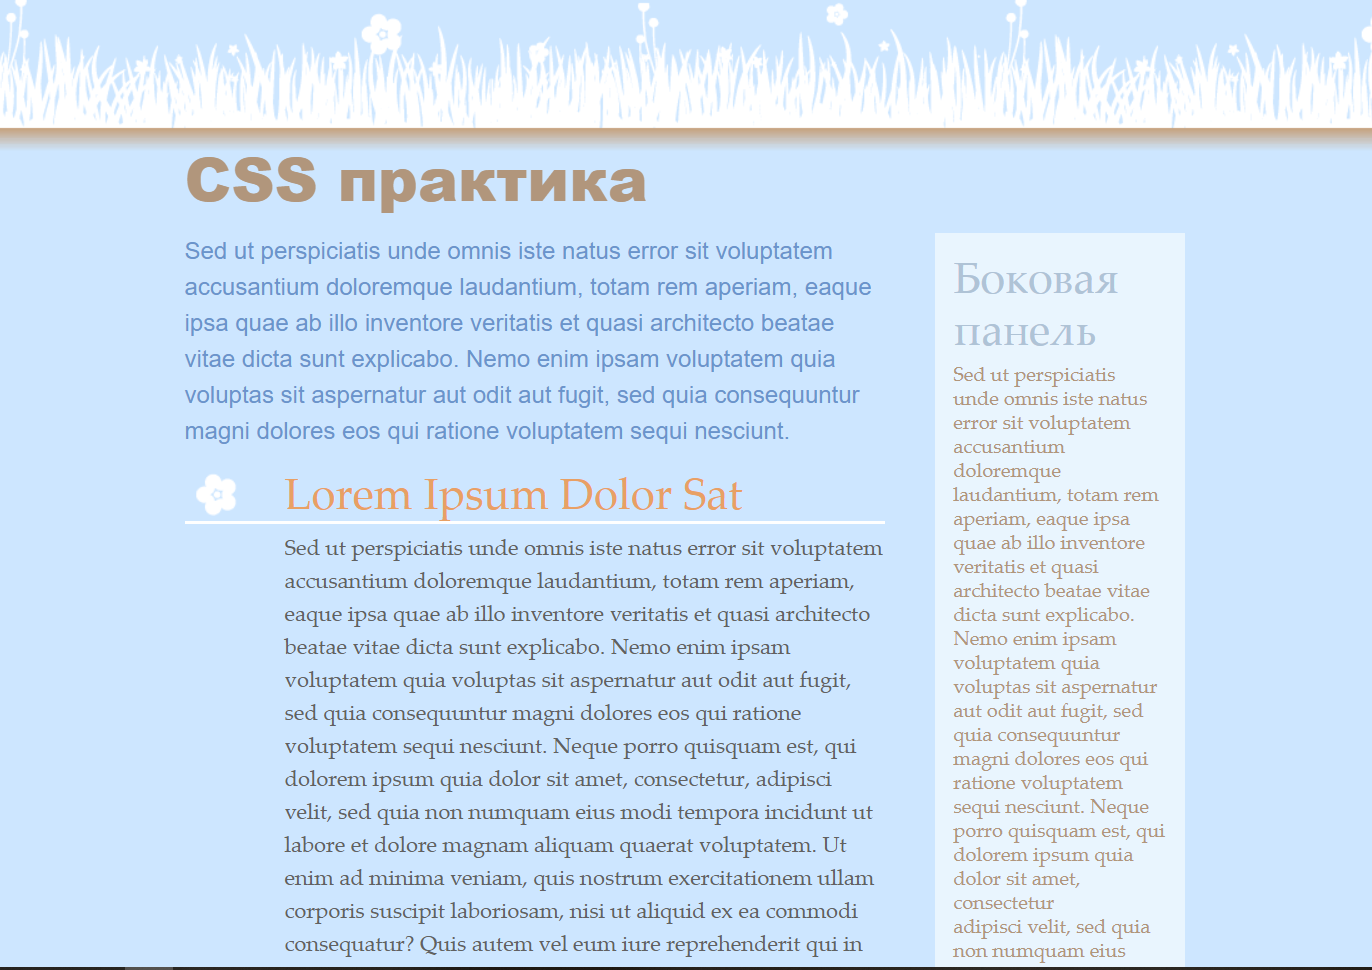 CSS практика
Sed ut perspiciatis unde omnis iste natus error sit voluptatem
accusantium doloremque laudantium, totam rem aperiam, eaque
ipsa quae ab illo inventore veritatis et quasi architecto beatae
vitae dicta sunt explicabo. Nemo enim ipsam voluptatem quia
voluptas sit aspernatur aut odit aut fugit, sed quia consequuntur
magni dolores eos qui ratione voluptatem sequi nesciunt.
Lorem Ipsum Dolor Sat
Sed ut perspiciatis unde omnis iste natus error sit voluptatem
accusantium doloremque laudantium, totam rem aperiam,
eaque ipsa quae ab illo inventore veritatis et quasi architecto
beatae vitae dicta sunt explicabo. Nemo enim ipsam
voluptatem quia voluptas sit aspernatur aut odit aut fugit,
sed quia consequuntur magni dolores eos qui ratione
voluptatem sequi nesciunt. Neque porro quisquam est, qui
dolorem ipsum quia dolor sit amet, consectetur, adipisci
velit, sed quia non numquam eius modi tempora incidunt ut
labore et dolore magnam aliquam quaerat voluptatem. Ut
enim ad minima veniam, quis nostrum exercitationem ullam
corporis suscipit laboriosam, nisi ut aliquid ex ea commodi
consequatur? Quis autem vel eum iure reprehenderit qui in
Боковая
панель
Sed ut perspiciatis
unde omnis iste natus
error sit voluptatem
accusantium
doloremque
laudantium, totam rem
aperiam, eaque ipsa
quae ab illo inventore
veritatis et quasi
architecto beatae vitae
dicta sunt explicabo.
Nemo enim ipsam
voluptatem quia
voluptas sit aspernatur
aut odit aut fugit, sed
quia consequuntur
magni dolores eos qui
ratione voluptatem
sequi nesciunt. Neque
porro quisquam est, qui
dolorem ipsum quia
dolor sit amet,
consectetur
adipisci velit, sed quia
non numquam eius